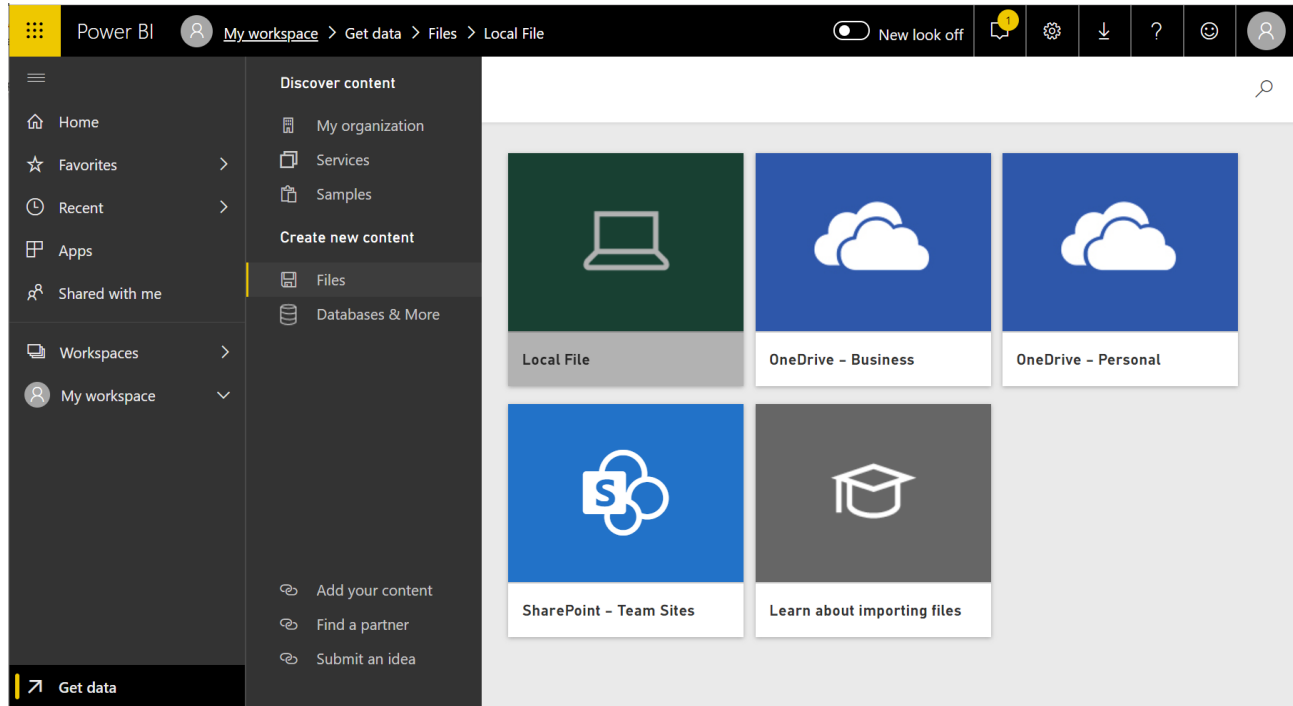 Power BI
My workspace > Get data > Files > Local File
New look off
1
Home
Favorites
Recent
Apps
Shared with me
Workspaces
My workspace
Get data
Discover content
My organization
Services
Samples
Create new content
Files
Databases & More
Add your content
Find a partner
Submit an idea
Local File
OneDrive – Business
OneDrive – Personal
S
SharePoint – Team Sites
Learn about importing files